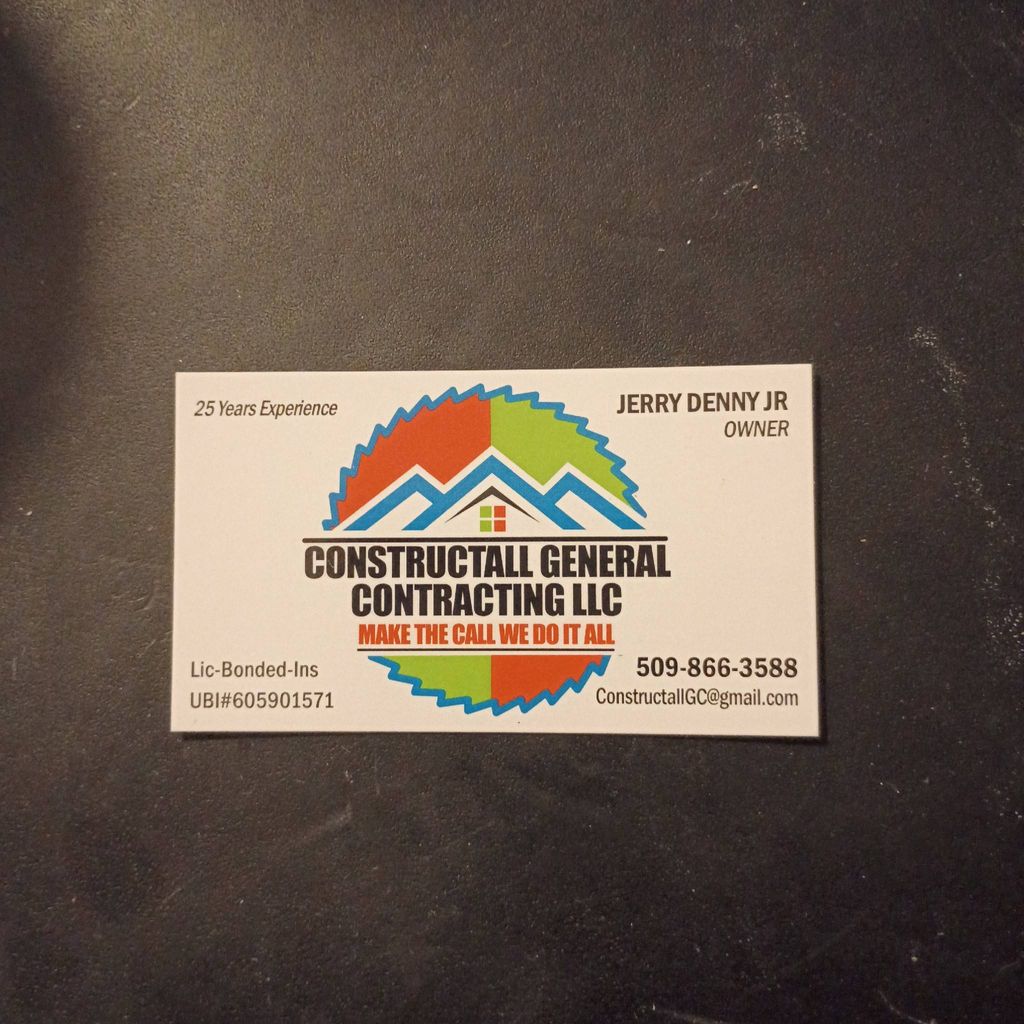 25 Years Experience
JERRY DENNY JR
OWNER
CONSTRUCTALL GENERAL
CONTRACTING LLC
MAKE THE CALL WE DO IT ALL
Lic-Bonded-Ins
UBI#605901571
509-866-3588
ConstructallGC@gmail.com